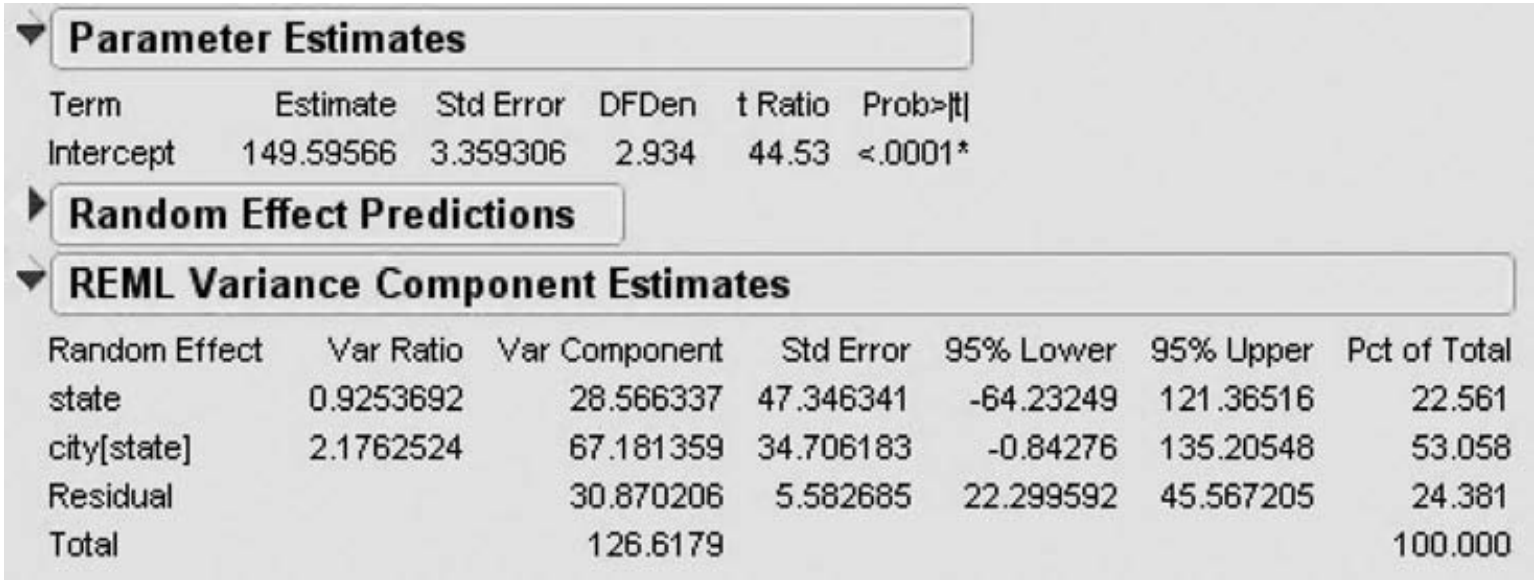 Parameter Estimates
Term Estimate Std Error DFDen t Ratio Prob>|t|
Intercept 149.59566 3.359306 2.934 44.53 <.0001*
Random Effect Predictions
REML Variance Component Estimates
Random Effect Var Ratio Var Component Std Error 95% Lower 95% Upper Pct of Total
state 0.9253692 28.566337 47.346341 -64.23249 121.36516 22.561
city[state] 2.1762524 67.181359 34.706183 -0.84276 135.20548 53.058
Residual 30.870206 5.582685 22.299592 45.567205 24.381
Total 126.6179 100.000